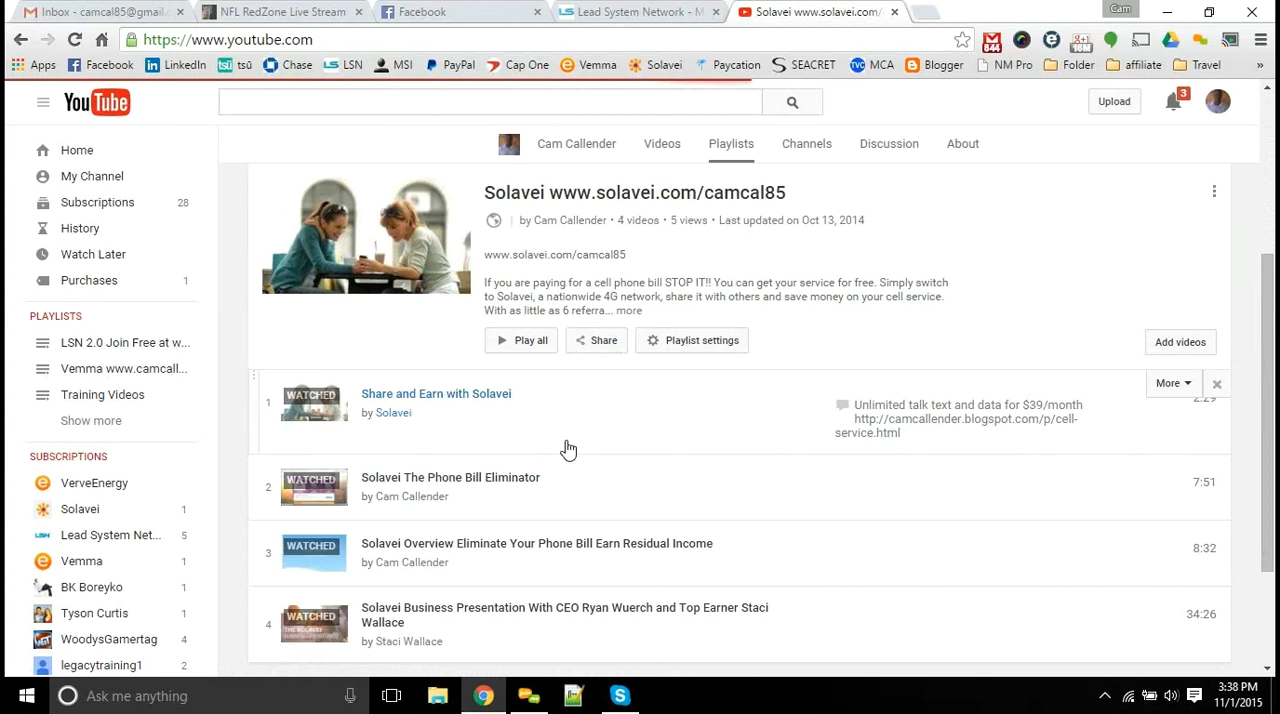 Inbox - camcal85@gmail.
NFL RedZone Live Stream
Facebook
Lead System Network - M
Solavei www.solavei.com/
Cam
https://www.youtube.com
844
16M
Apps
Facebook
LinkedIn
tsū
Chase
LSN
MSI
PayPal
Cap One
Vemma
Solavei
Paycation
SEACRET
MCA
Blogger
NM Pro
Folder
affiliate
Travel
»
YouTube
Upload
3
Cam Callender
Videos
Playlists
Channels
Discussion
About
Home
My Channel
Subscriptions 28
History
Watch Later
Purchases 1
PLAYLISTS
LSN 2.0 Join Free at w...
Vemma www.camcall...
Training Videos
Show more
SUBSCRIPTIONS
VerveEnergy
Solavei 1
Lead System Net... 5
Vemma 1
BK Boreyko 1
Tyson Curtis 1
WoodysGamertag 4
legacytraining1 2
Solavei www.solavei.com/camcal85
by Cam Callender • 4 videos • 5 views • Last updated on Oct 13, 2014
www.solavei.com/camcal85
If you are paying for a cell phone bill STOP IT!! You can get your service for free. Simply switch
to Solavei, a nationwide 4G network, share it with others and save money on your cell service.
With as little as 6 referra... more
Play all
Share
Playlist settings
Add videos
More
1
WATCHED
Share and Earn with Solavei
by Solavei
Unlimited talk text and data for $39/month
http://camcallender.blogspot.com/p/cell-
service.html
2:29
2
WATCHED
Solavei The Phone Bill Eliminator
by Cam Callender
7:51
3
WATCHED
Solavei Overview Eliminate Your Phone Bill Earn Residual Income
by Cam Callender
8:32
4
WATCHED
Solavei Business Presentation With CEO Ryan Wuerch and Top Earner Staci
Wallace
by Staci Wallace
34:26
Ask me anything
3:38 PM
11/1/2015